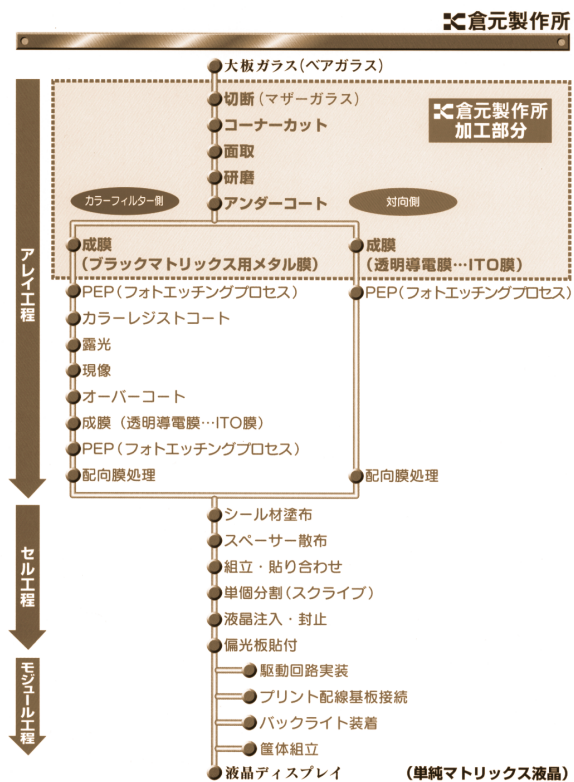 倉元製作所
大板ガラス(ベアガラス)
切断(マザーガラス)
コーナーカット
面取
研磨
アンダーコート
倉元製作所
加工部分
カラーフィルター側
対向側
成膜
(ブラックマトリックス用メタル膜)
成膜
(透明導電膜…ITO膜)
PEP(フォトエッチングプロセス)
PEP(フォトエッチングプロセス)
カラーレジストコート
露光
現像
オーバーコート
成膜(透明導電膜…ITO膜)
PEP(フォトエッチングプロセス)
配向膜処理
配向膜処理
アレイ工程
シール材塗布
スペーサー散布
組立・貼り合わせ
単個分割(スクライブ)
液晶注入・封止
偏光板貼付
セル工程
駆動回路実装
プリント配線基板接続
バックライト装着
筺体組立
モジュール工程
液晶ディスプレイ
(単純マトリックス液晶)